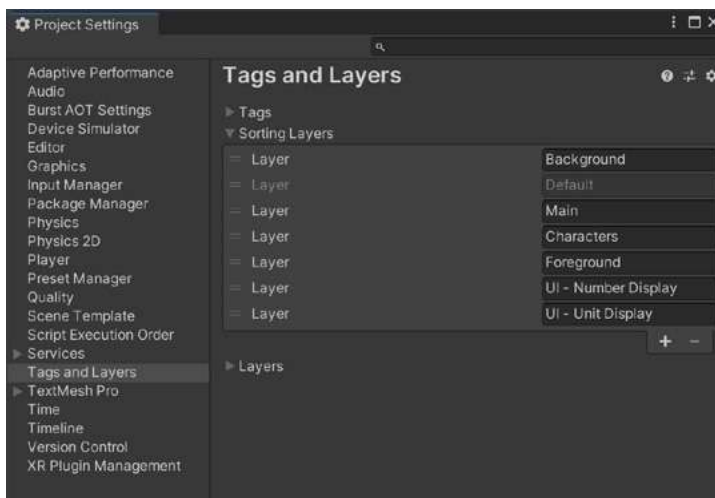 Project Settings
Adaptive Performance
Audio
Burst AOT Settings
Device Simulator
Editor
Graphics
Input Manager
Package Manager
Physics
Physics 2D
Player
Preset Manager
Quality
Scene Template
Script Execution Order
Services
Tags and Layers
TextMesh Pro
Time
Timeline
Version Control
XR Plugin Management
Tags and Layers
Tags
Sorting Layers
Layer Background
Layer Default
Layer Main
Layer Characters
Layer Foreground
Layer UI - Number Display
Layer UI - Unit Display
Layers